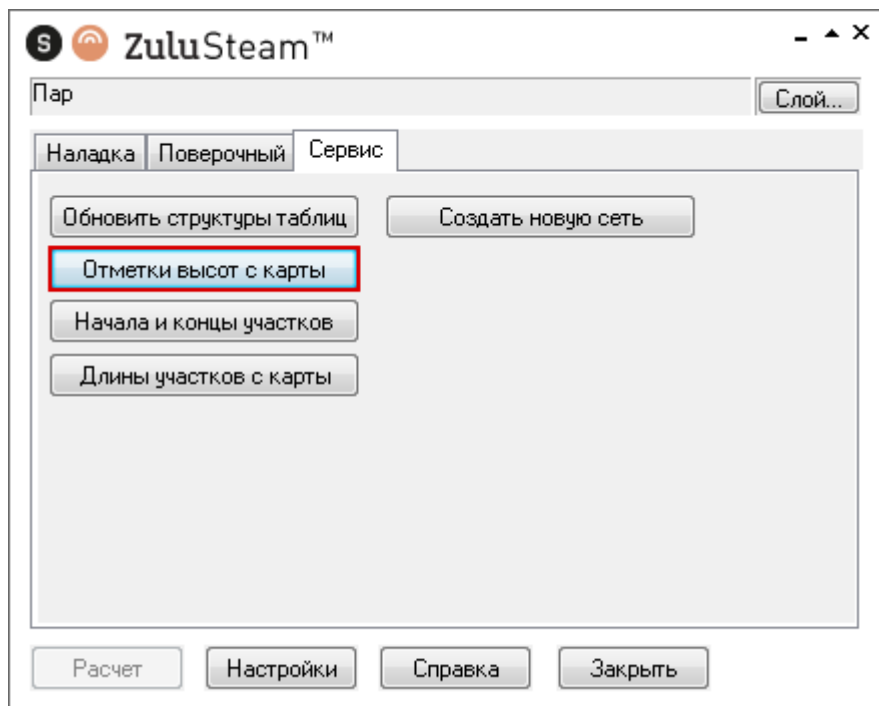 S ZuluSteam™
Пар
Слой...
Наладка Поверочный Сервис
Обновить структуры таблиц Создать новую сеть
Отметки высот с карты
Начала и концы участков
Длины участков с карты
Расчет Настройки Справка Закрыть